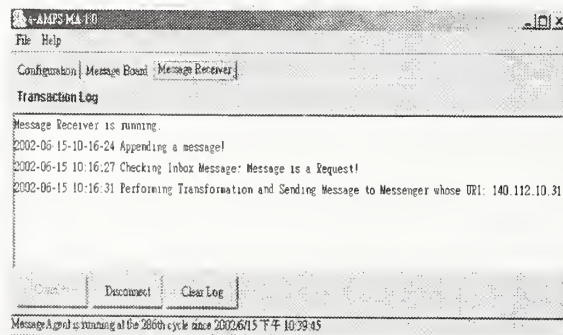 e-AMPS-MA 1.0
File Help
Configuration Message Board Message Receiver
Transaction Log
Message Receiver is running.
2002-06-15-10-16-24 Appending a message!
2002-06-15 10:16:27 Checking Inbox Message: Message is a Request!
2002-06-15 10:16:31 Performing Transformation and Sending Message to Messenger whose URI: 140.112.10.31
Disconnect Clear Log
Message Agent is running at the 286th cycle since 2002/6/15 下午 10:39:45